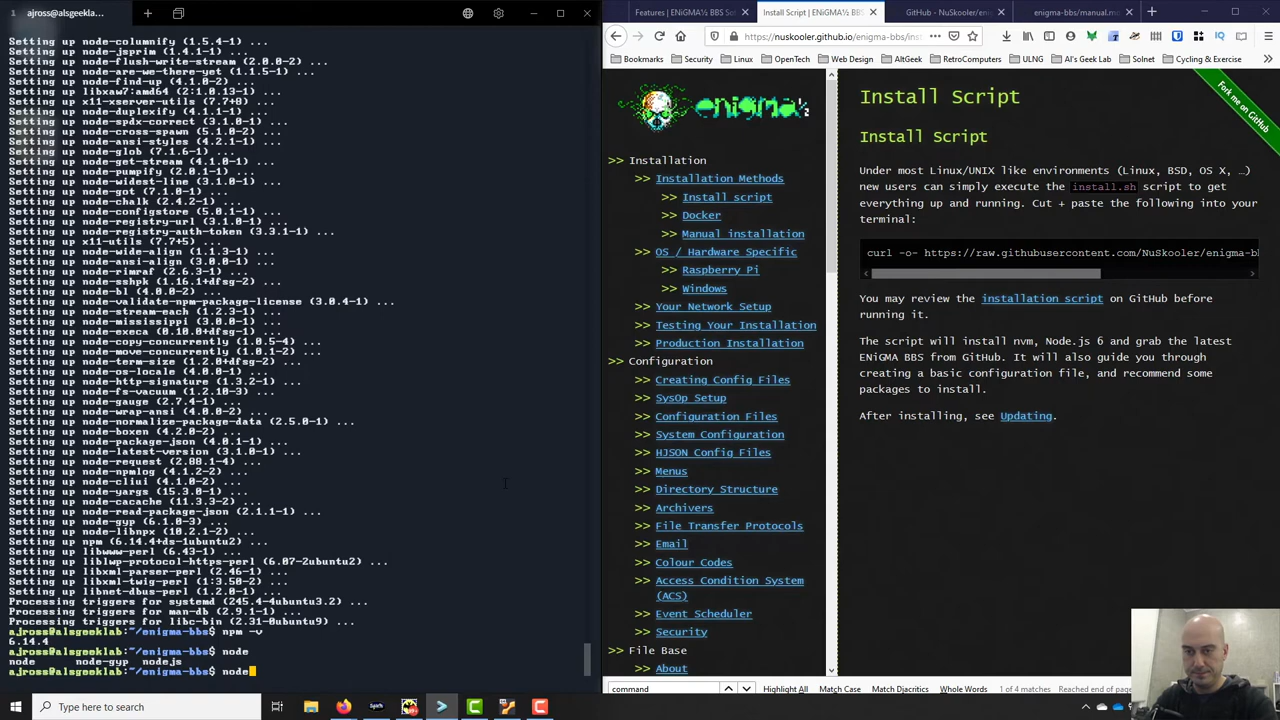 1 ajross@alsgeekla...
Setting up node-pumpify (1.5.1-1) ...
Setting up node-flush-write-stream (2.0.0-2) ...
Setting up node-are-we-there-yet (1.1.5-1) ...
Setting up node-find-up (4.1.0-2) ...
Setting up libxaw7:amd64 (2:1.0.13-1) ...
Setting up x11-xserver-utils (7.7+8) ...
Setting up node-duplexify (4.1.1-1) ...
Setting up node-spdx-correct (3.1.0-1) ...
Setting up node-cross-spawn (5.1.0-2) ...
Setting up node-ansi-styles (4.2.1-1) ...
Setting up node-glob (7.1.6-1) ...
Setting up node-get-stream (4.1.0-1) ...
Setting up node-pump (3.0.0-2) ...
Setting up node-widest-line (3.1.0-1) ...
Setting up node-got (7.1.0-1) ...
Setting up node-chalk (2.4.2-1) ...
Setting up node-configstore (5.0.1-1) ...
Setting up node-registry-url (3.1.0-1) ...
Setting up node-registry-auth-token (3.3.1-1) ...
Setting up x11-utils (7.7+5) ...
Setting up node-wide-align (1.1.3-1) ...
Setting up node-ansi-align (3.0.0-1) ...
Setting up node-rimraf (2.6.3-1) ...
Setting up node-sshpk (1.16.1+dfsg-2) ...
Setting up node-bl (4.0.0-2) ...
Setting up node-validate-npm-package-license (3.0.4-1) ...
Setting up node-stream-each (1.2.3-1) ...
Setting up node-mississippi (3.0.0-1) ...
Setting up node-execa (0.10.0+dfsg-1) ...
Setting up node-copy-concurrently (1.0.5-4) ...
Setting up node-move-concurrently (1.0.1-2) ...
Setting up node-term-size (1.2.0+dfsg-2) ...
Setting up node-os-locale (4.0.0-1) ...
Setting up node-http-signature (1.3.2-1) ...
Setting up node-fs-vacuum (1.2.10-3) ...
Setting up node-gauge (2.7.4-1) ...
Setting up node-wrap-ansi (4.0.0-2) ...
Setting up node-normalize-package-data (2.5.0-1) ...
Setting up node-boxen (4.2.0-2) ...
Setting up node-package-json (4.0.1-1) ...
Setting up node-latest-version (3.1.0-1) ...
Setting up node-request (2.88.1-4) ...
Setting up node-npmlog (4.1.2-2) ...
Setting up node-cliui (4.1.0-2) ...
Setting up node-yargs (15.3.0-1) ...
Setting up node-cacache (11.3.3-2) ...
Setting up node-read-package-json (2.1.1-1) ...
Setting up node-gyp (6.1.0-3) ...
Setting up node-libnpx (10.2.1-2) ...
Setting up npm (6.14.4+ds-1ubuntu2) ...
Setting up libwww-perl (6.43-1) ...
Setting up liblwp-protocol-https-perl (6.07-2ubuntu2) ...
Setting up libxml-parser-perl (2.46-1) ...
Setting up libxml-twig-perl (1:3.50-2) ...
Setting up libnet-dbus-perl (1.2.0-1) ...
Processing triggers for systemd (245.4-4ubuntu3.2) ...
Processing triggers for man-db (2.9.1-1) ...
Processing triggers for libc-bin (2.31-0ubuntu9) ...
ajross@alsgeeklab:~/enigma-bbs$ npm -v
6.14.4
ajross@alsgeeklab:~/enigma-bbs$ node
node node-gyp nodejs
ajross@alsgeeklab:~/enigma-bbs$ node
Features | ENiGMA½ BBS So
Install Script | ENiGMA½ BBS
GitHub - NuSkooler/enigma
enigma-bbs/manual.md
https://nuskooler.github.io/enigma-bbs/ins
Bookmarks Security Linux OpenTech AltGeek RetroComputers ULNG Al's Geek Lab Solnet Cycling & Exercise
enigma½
Fork me on GitHub
>> Installation
>> Installation Methods
>> Install script
>> Docker
>> Manual installation
>> OS / Hardware Specific
>> Raspberry Pi
>> Windows
>> Your Network Setup
>> Testing Your Installation
>> Production Installation
>> Configuration
>> Creating Config Files
>> SysOp Setup
>> Configuration Files
>> System Configuration
>> HJSON Config Files
>> Menus
>> Directory Structure
>> Archivers
>> File Transfer Protocols
>> Email
>> Colour Codes
>> Access Condition System
(ACS)
>> Event Scheduler
>> Security
>> File Base
>> About
Install Script
Install Script
Under most Linux/UNIX like environments (Linux, BSD, OS X, …)
new users can simply execute the install.sh script to get
everything up and running. Cut + paste the following into your
terminal:
curl -o- https://raw.githubusercontent.com/NuSkooler/enigma-bb
You may review the installation script on GitHub before
running it.
The script will install nvm, Node.js 6 and grab the latest
ENiGMA BBS from GitHub. It will also guide you through
creating a basic configuration file, and recommend some
packages to install.
After installing, see Updating.
command
Highlight All Match Case Match Diacritics Whole Words 1 of 4 matches Reached end of page
Type here to search